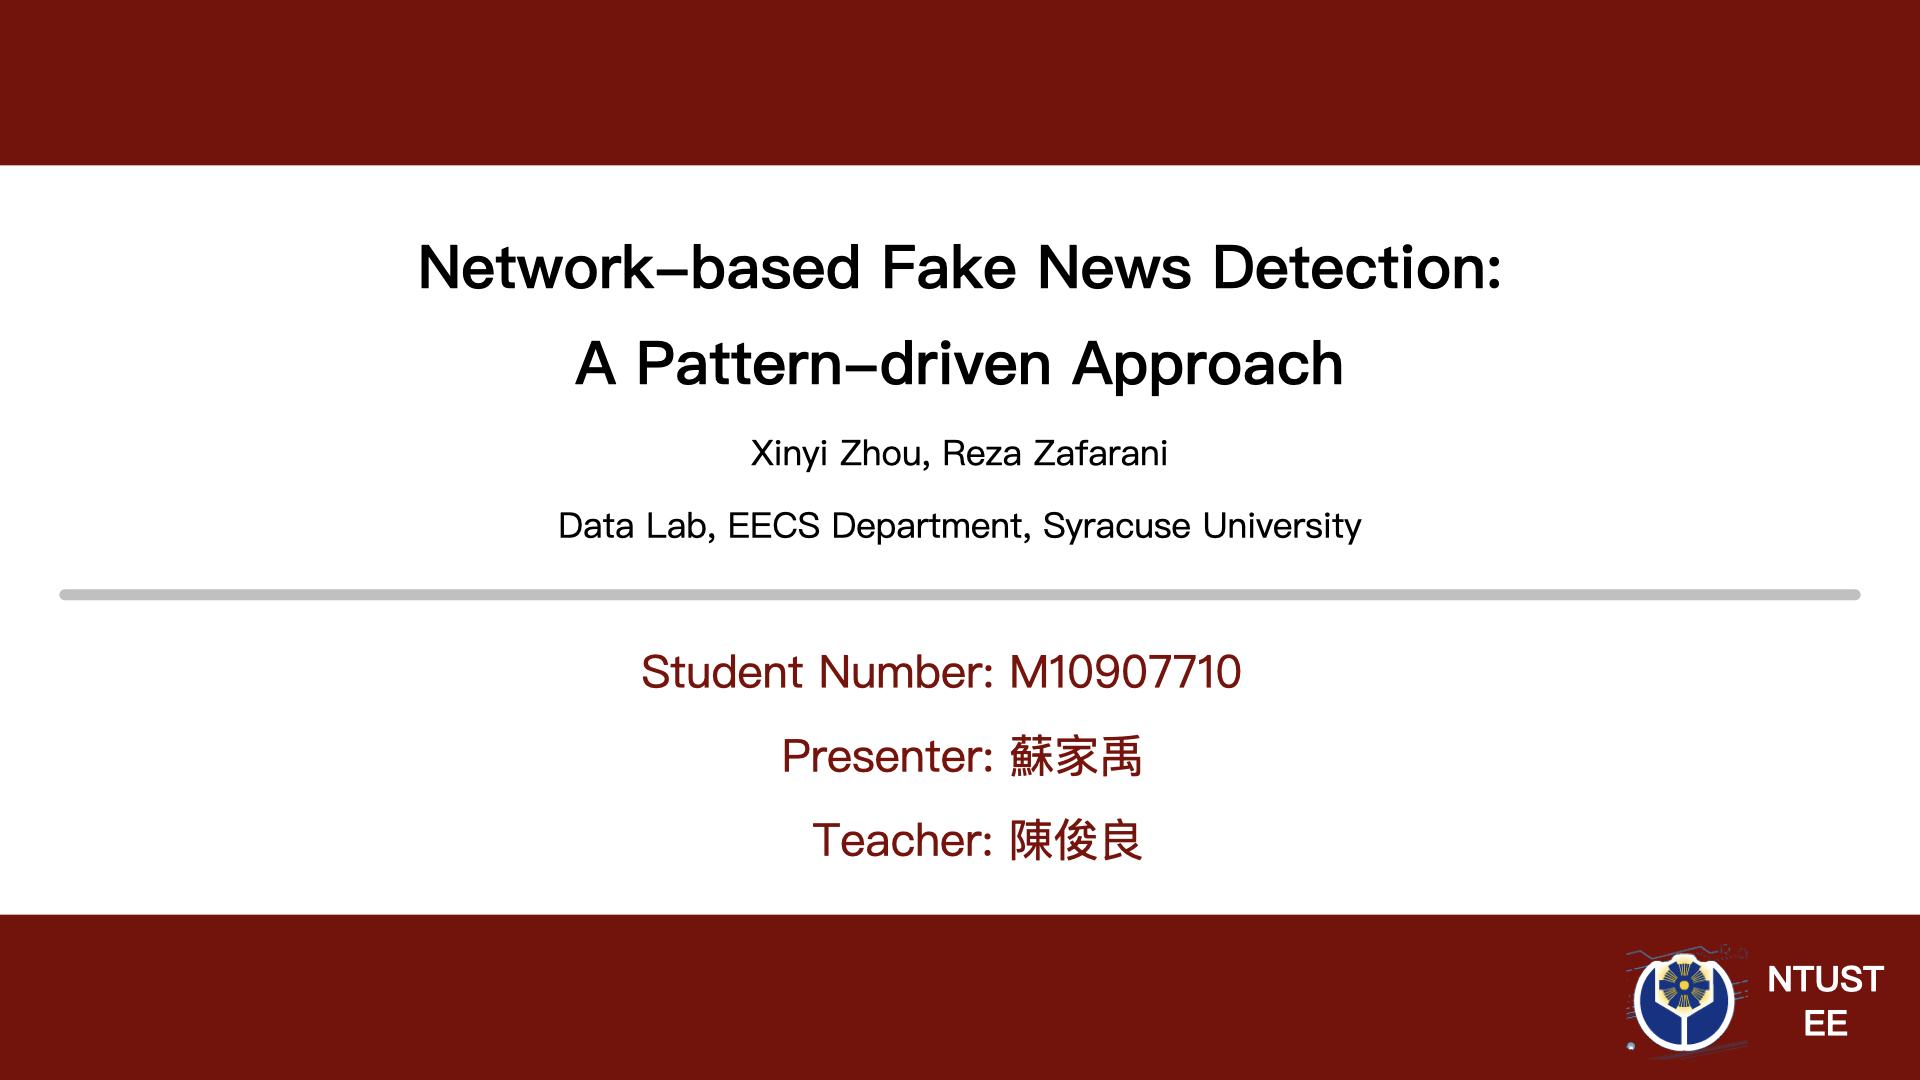 Network-based Fake News Detection:
A Pattern-driven Approach
Xinyi Zhou, Reza Zafarani
Data Lab, EECS Department, Syracuse University
Student Number: M10907710
Presenter: 蘇家禹
Teacher: 陳俊良
NTUST
EE